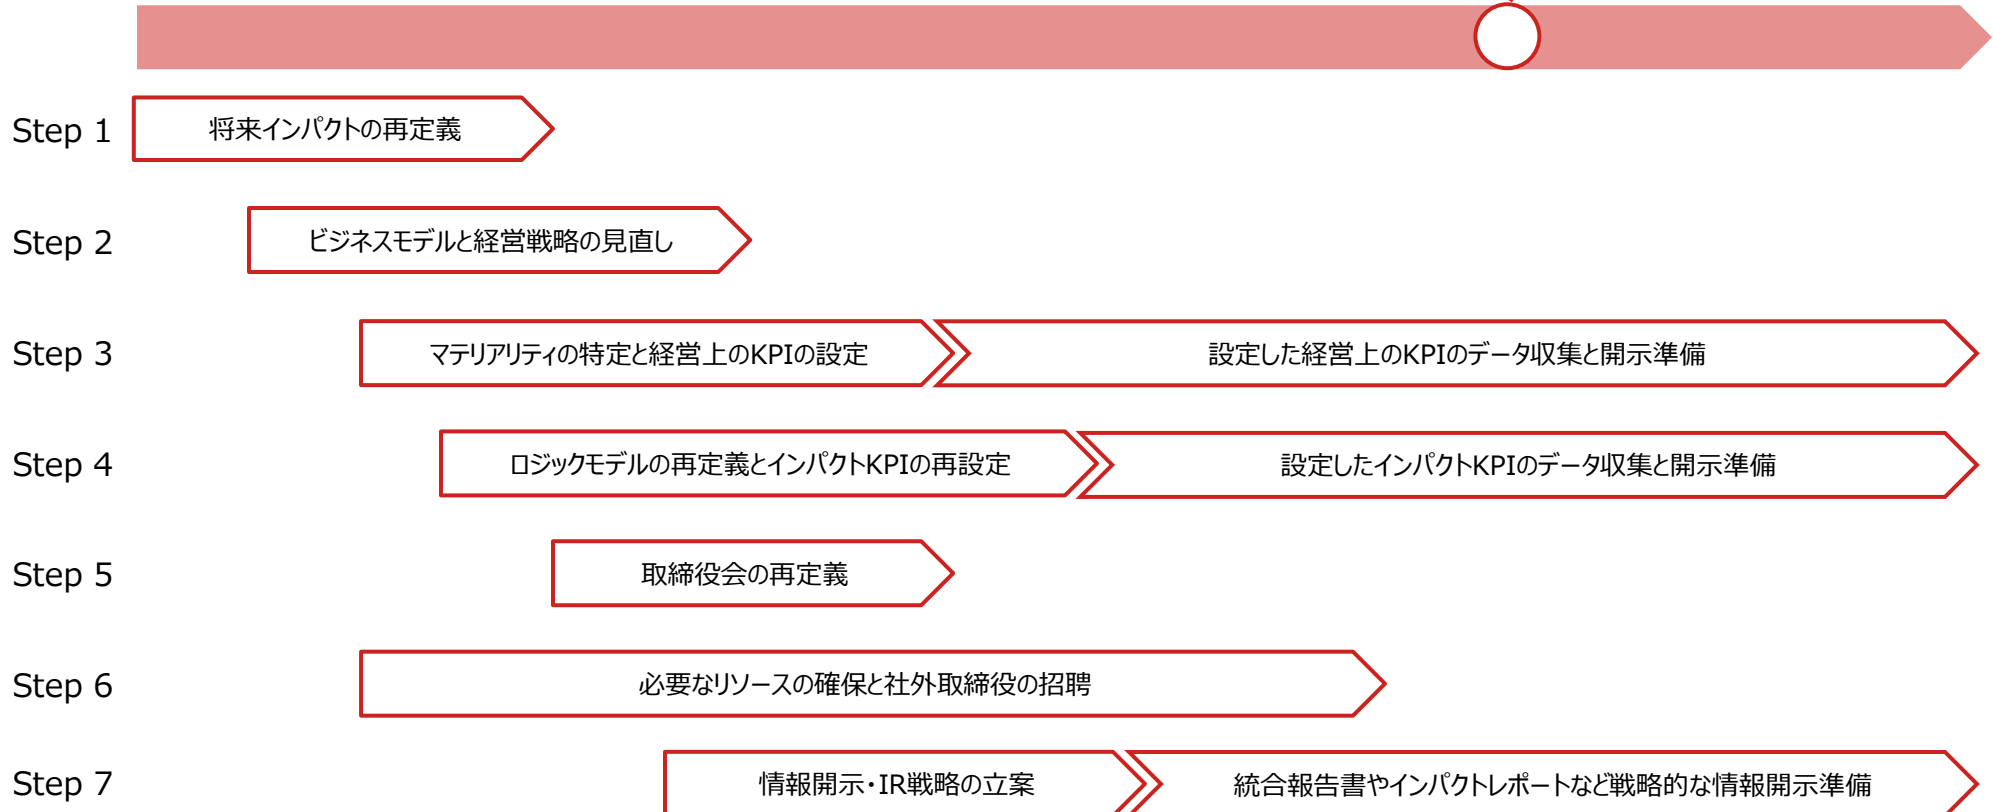 Step 1
将来インパクトの再定義
Step 2
ビジネスモデルと経営戦略の見直し
Step 3
マテリアリティの特定と経営上のKPIの設定
設定した経営上のKPIのデータ収集と開示準備
Step 4
ロジックモデルの再定義とインパクトKPIの再設定
設定したインパクトKPIのデータ収集と開示準備
Step 5
取締役会の再定義
Step 6
必要なリソースの確保と社外取締役の招聘
Step 7
情報開示・IR戦略の立案
統合報告書やインパクトレポートなど戦略的な情報開示準備